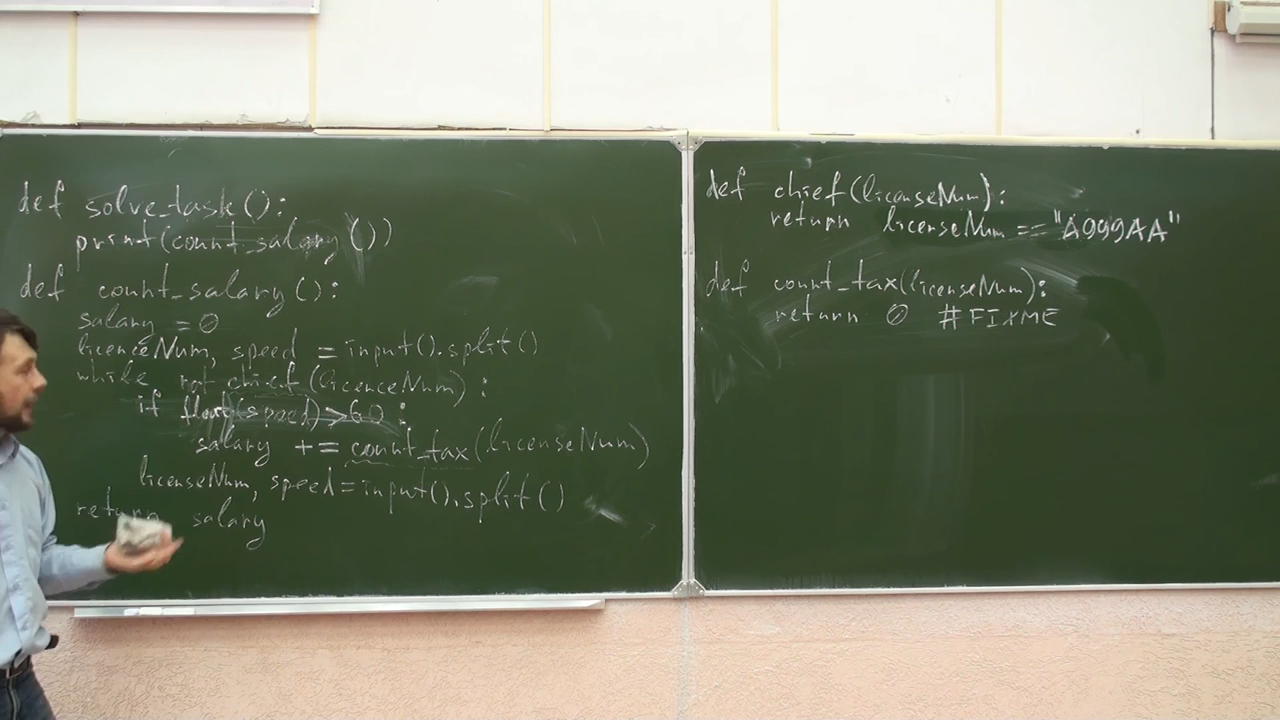 def solve_task():
print(count_salary())
def count_salary():
salary = 0
licenceNum, speed = input().split()
while not chief(licenceNum):
if float(speed) > 60:
salary += count_tax(licenseNum)
licenseNum, speed = input().split()
return salary
def chief(licenseNum):
return licenseNum == "A999AA"
def count_tax(licenseNum):
return 0 #FIXME